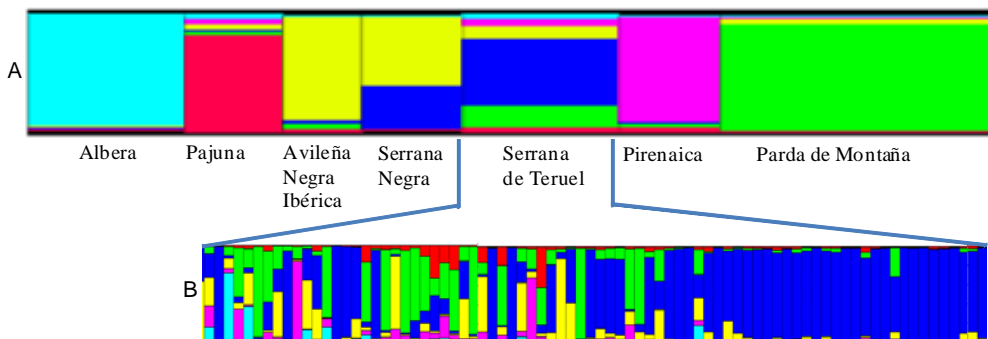 A
Albera
Pajuna
Avileña
Negra
Ibérica
Serrana
Negra
Serrana
de Teruel
Pirenaica
Parda de Montaña
B